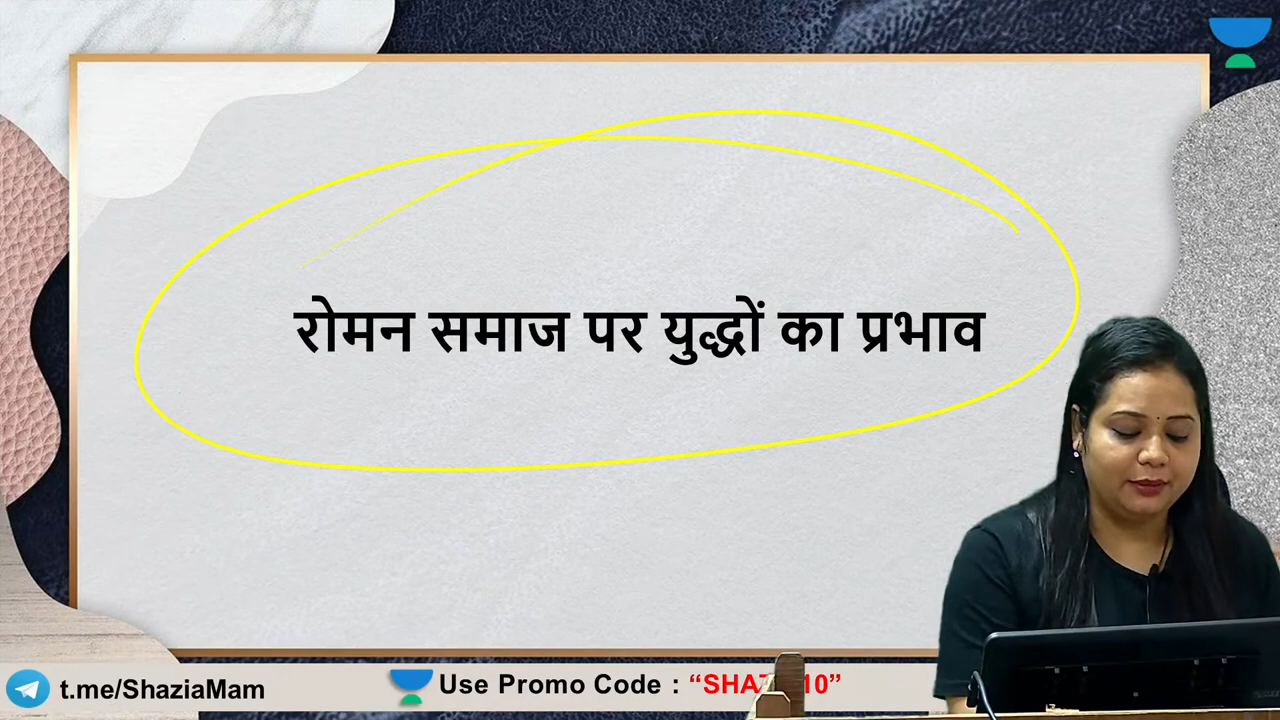 रोमन समाज पर युद्धों का प्रभाव
t.me/ShaziaMam
Use Promo Code :